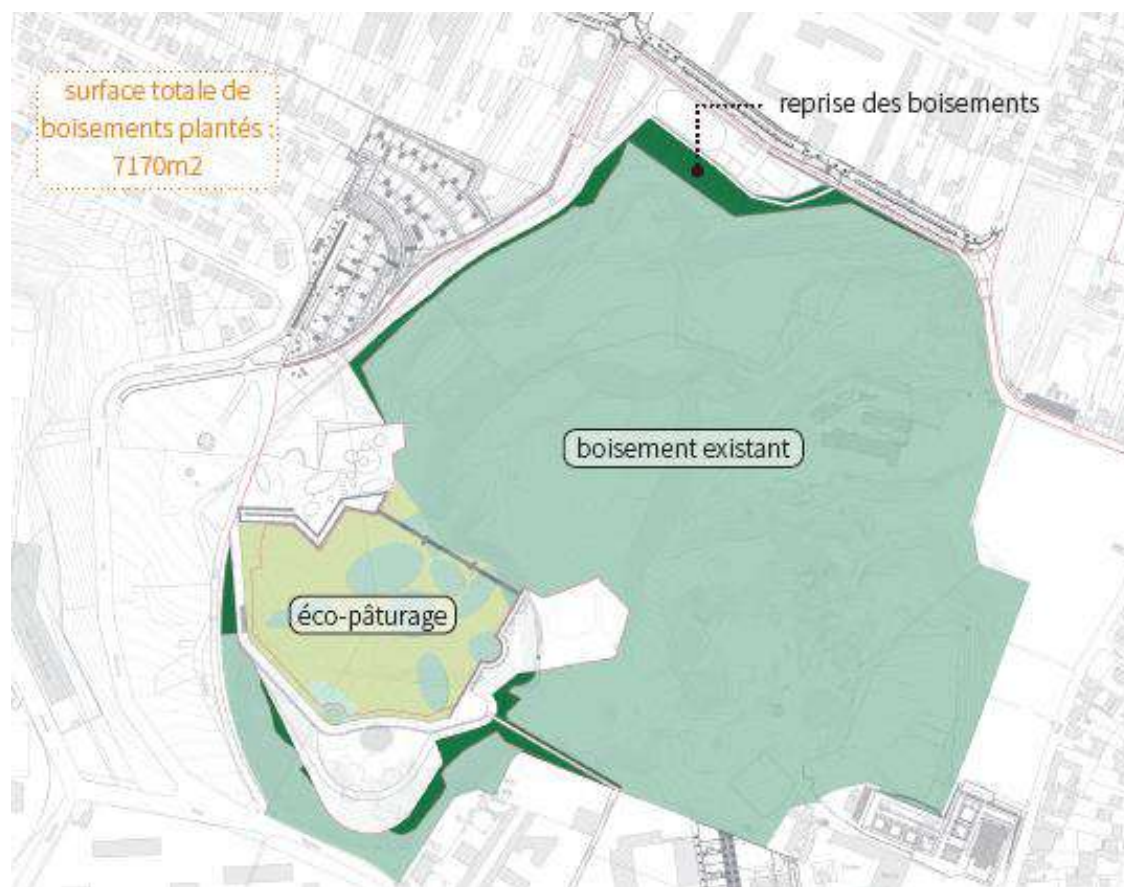 surface totale de
boisements plantés :
7170m2
reprise des boisements
boisement existant
éco-pâturage